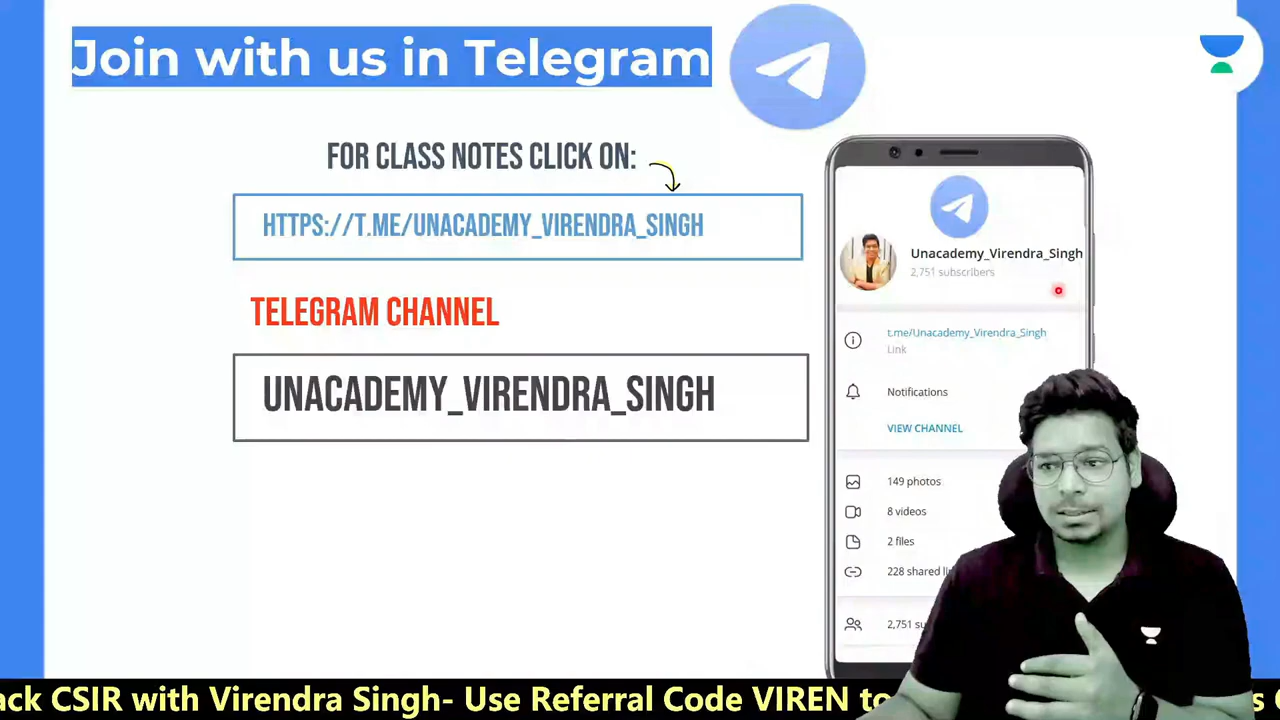 Join with us in Telegram
FOR CLASS NOTES CLICK ON:
HTTPS://T.ME/UNACADEMY_VIRENDRA_SINGH
TELEGRAM CHANNEL
UNACADEMY_VIRENDRA_SINGH
Unacademy_Virendra_Singh
2,751 subscribers
t.me/Unacademy_Virendra_Singh
Link
Notifications
VIEW CHANNEL
149 photos
8 videos
2 files
228 shared
2,751
CSIR with Virendra Singh- Use Referral Code VIREN